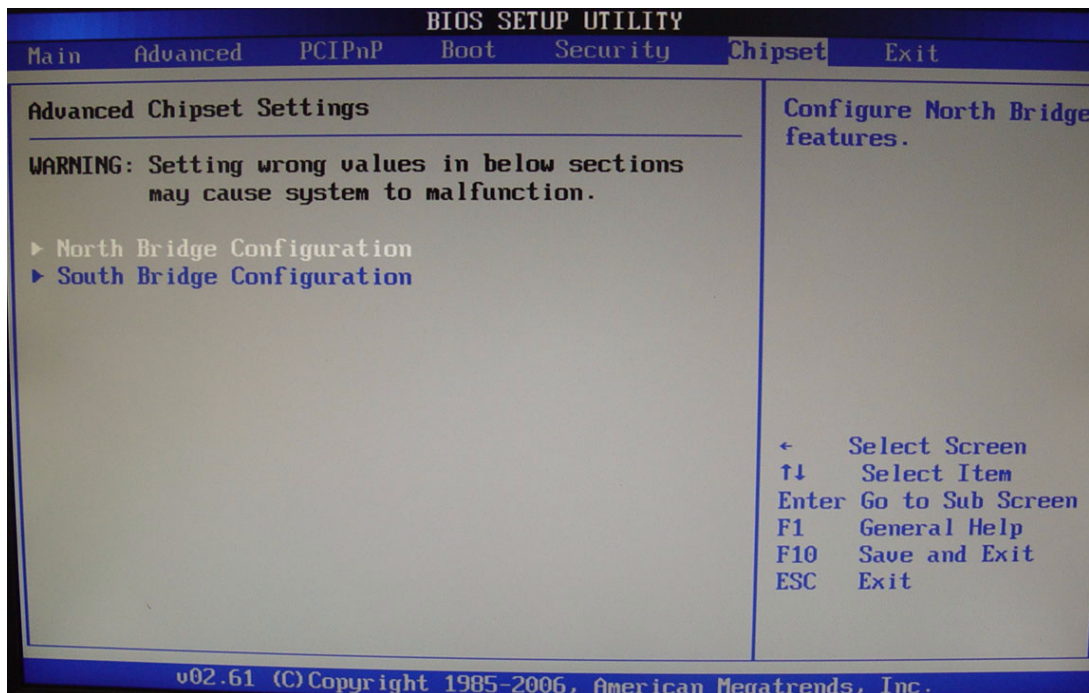 BIOS SETUP UTILITY
Main Advanced PCIPnP Boot Security Chipset Exit
Advanced Chipset Settings
WARNING: Setting wrong values in below sections
may cause system to malfunction.
▶ North Bridge Configuration
▶ South Bridge Configuration
Configure North Bridge
features.
← Select Screen
↑↓ Select Item
Enter Go to Sub Screen
F1 General Help
F10 Save and Exit
ESC Exit
v02.61 (C)Copyright 1985-2006, American Megatrends, Inc.